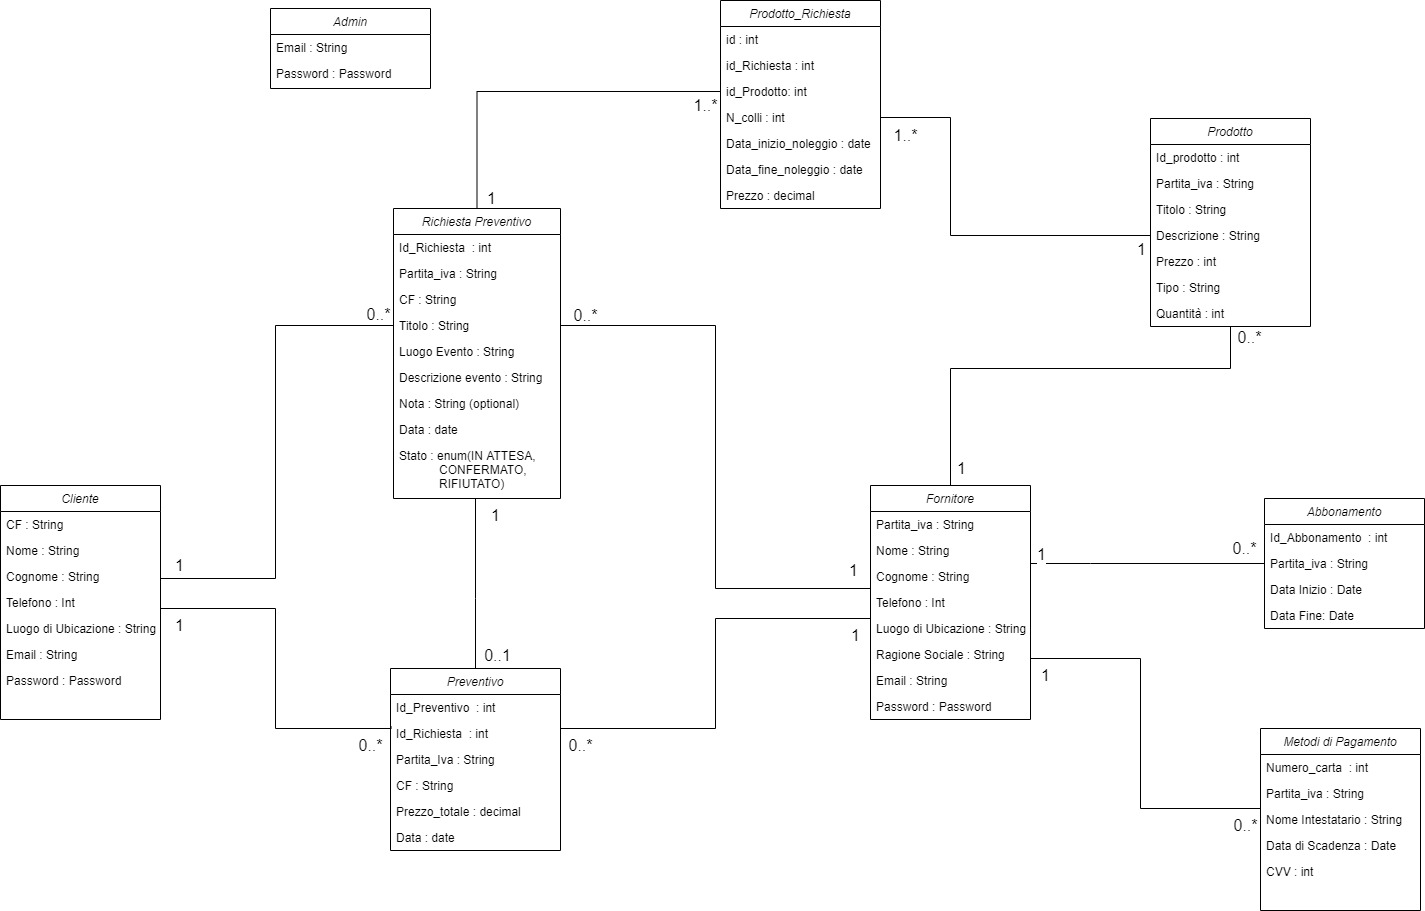 Admin
Email : String
Password : Password
Prodotto_Richiesta
id : int
id_Richiesta : int
id_Prodotto: int
N_colli : int
Data_inizio_noleggio : date
Data_fine_noleggio : date
Prezzo : decimal
1..*
1..*
Prodotto
Id_prodotto : int
Partita_iva : String
Titolo : String
Descrizione : String
Prezzo : int
Tipo : String
Quantità : int
1
0..*
1
Richiesta Preventivo
Id_Richiesta : int
Partita_iva : String
CF : String
Titolo : String
Luogo Evento : String
Descrizione evento : String
Nota : String (optional)
Data : date
Stato : enum(IN ATTESA,
CONFERMATO,
RIFIUTATO)
0..*
0..*
1
Cliente
CF : String
Nome : String
Cognome : String
Telefono : Int
Luogo di Ubicazione : String
Email : String
Password : Password
1
1
0..1
Preventivo
Id_Preventivo : int
Id_Richiesta : int
Partita_Iva : String
CF : String
Prezzo_totale : decimal
Data : date
0..*
0..*
1
Fornitore
Partita_iva : String
Nome : String
Cognome : String
Telefono : Int
Luogo di Ubicazione : String
Ragione Sociale : String
Email : String
Password : Password
1
1
1
1
0..*
Abbonamento
Id_Abbonamento : int
Partita_iva : String
Data Inizio : Date
Data Fine: Date
Metodi di Pagamento
Numero_carta : int
Partita_iva : String
Nome Intestatario : String
Data di Scadenza : Date
CVV : int
0..*